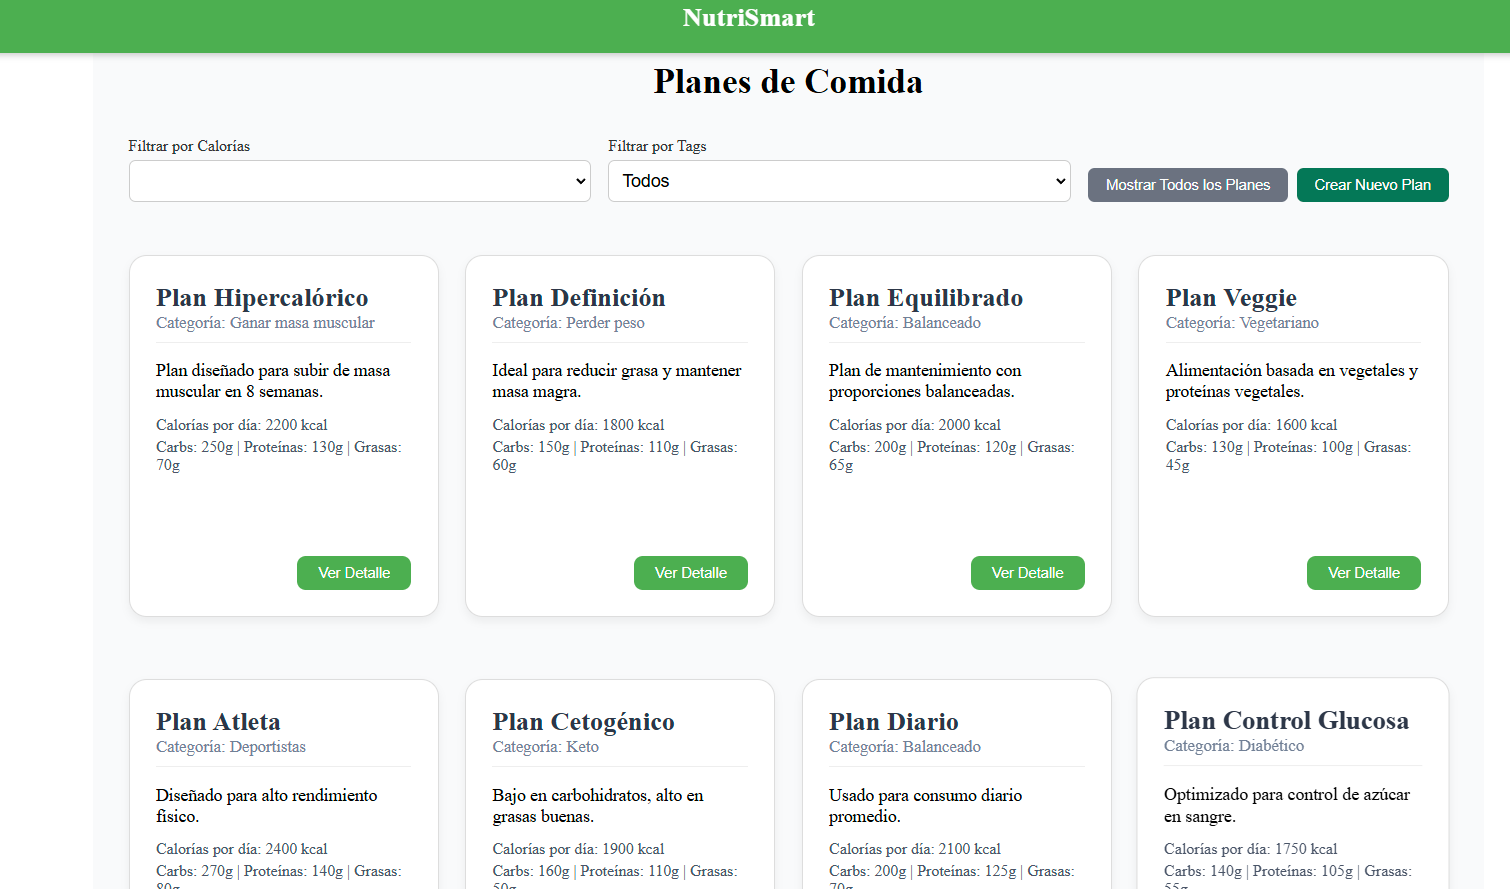 NutriSmart
Planes de Comida
Filtrar por Calorías
Filtrar por Tags
Todos
Mostrar Todos los Planes
Crear Nuevo Plan
Plan Hipercalórico
Categoría: Ganar masa muscular
Plan diseñado para subir de masa
muscular en 8 semanas.
Calorías por día: 2200 kcal
Carbs: 250g | Proteínas: 130g | Grasas:
70g
Ver Detalle
Plan Definición
Categoría: Perder peso
Ideal para reducir grasa y mantener
masa magra.
Calorías por día: 1800 kcal
Carbs: 150g | Proteínas: 110g | Grasas:
60g
Ver Detalle
Plan Equilibrado
Categoría: Balanceado
Plan de mantenimiento con
proporciones balanceadas.
Calorías por día: 2000 kcal
Carbs: 200g | Proteínas: 120g | Grasas:
65g
Ver Detalle
Plan Veggie
Categoría: Vegetariano
Alimentación basada en vegetales y
proteínas vegetales.
Calorías por día: 1600 kcal
Carbs: 130g | Proteínas: 100g | Grasas:
45g
Ver Detalle
Plan Atleta
Categoría: Deportistas
Diseñado para alto rendimiento
físico.
Calorías por día: 2400 kcal
Carbs: 270g | Proteínas: 140g | Grasas:
80g
Plan Cetogénico
Categoría: Keto
Bajo en carbohidratos, alto en
grasas buenas.
Calorías por día: 1900 kcal
Carbs: 160g | Proteínas: 110g | Grasas:
50g
Plan Diario
Categoría: Balanceado
Usado para consumo diario
promedio.
Calorías por día: 2100 kcal
Carbs: 200g | Proteínas: 125g | Grasas:
70g
Plan Control Glucosa
Categoría: Diabético
Optimizado para control de azúcar
en sangre.
Calorías por día: 1750 kcal
Carbs: 140g | Proteínas: 105g | Grasas:
55g